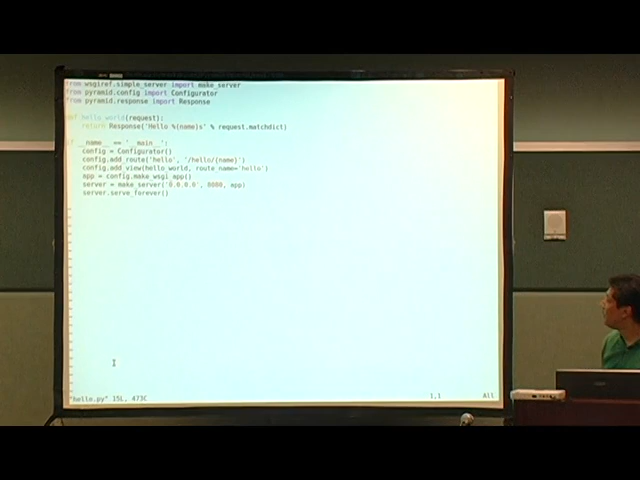 from wsgiref.simple_server import make_server
from pyramid.config import Configurator
from pyramid.response import Response
def hello_world(request):
return Response('Hello %(name)s' % request.matchdict)
if __name__ == '__main__':
config = Configurator()
config.add_route('hello', '/hello/{name}')
config.add_view(hello_world, route_name='hello')
app = config.make_wsgi_app()
server = make_server('0.0.0.0', 8080, app)
server.serve_forever()
"hello.py" 15L, 473C 1,1 All